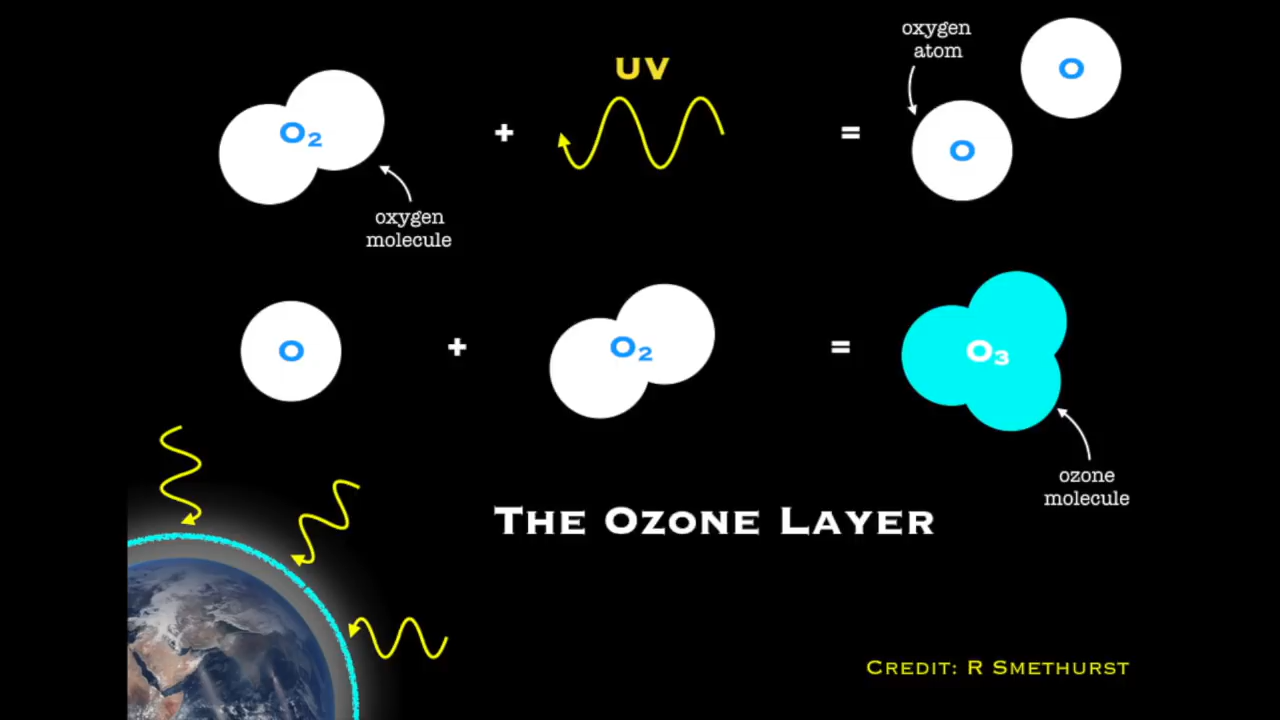 oxygen
atom
O
UV
O₂
+
=
O
oxygen
molecule
O
+
O₂
=
O₃
ozone
molecule
THE OZONE LAYER
CREDIT: R SMETHURST